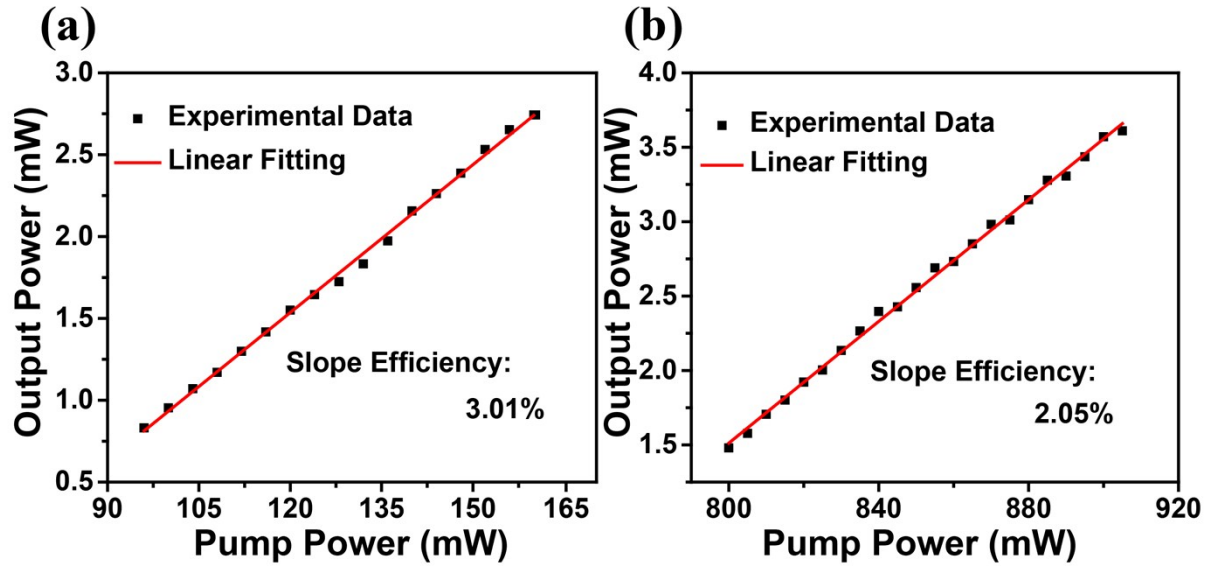 (a)
3.0
2.5
2.0
1.5
1.0
0.5
Output Power (mW)
Experimental Data
Linear Fitting
Slope Efficiency:
3.01%
90 105 120 135 150 165
Pump Power (mW)
(b)
4.0
3.5
3.0
2.5
2.0
1.5
Output Power (mW)
Experimental Data
Linear Fitting
Slope Efficiency:
2.05%
800 840 880 920
Pump Power (mW)